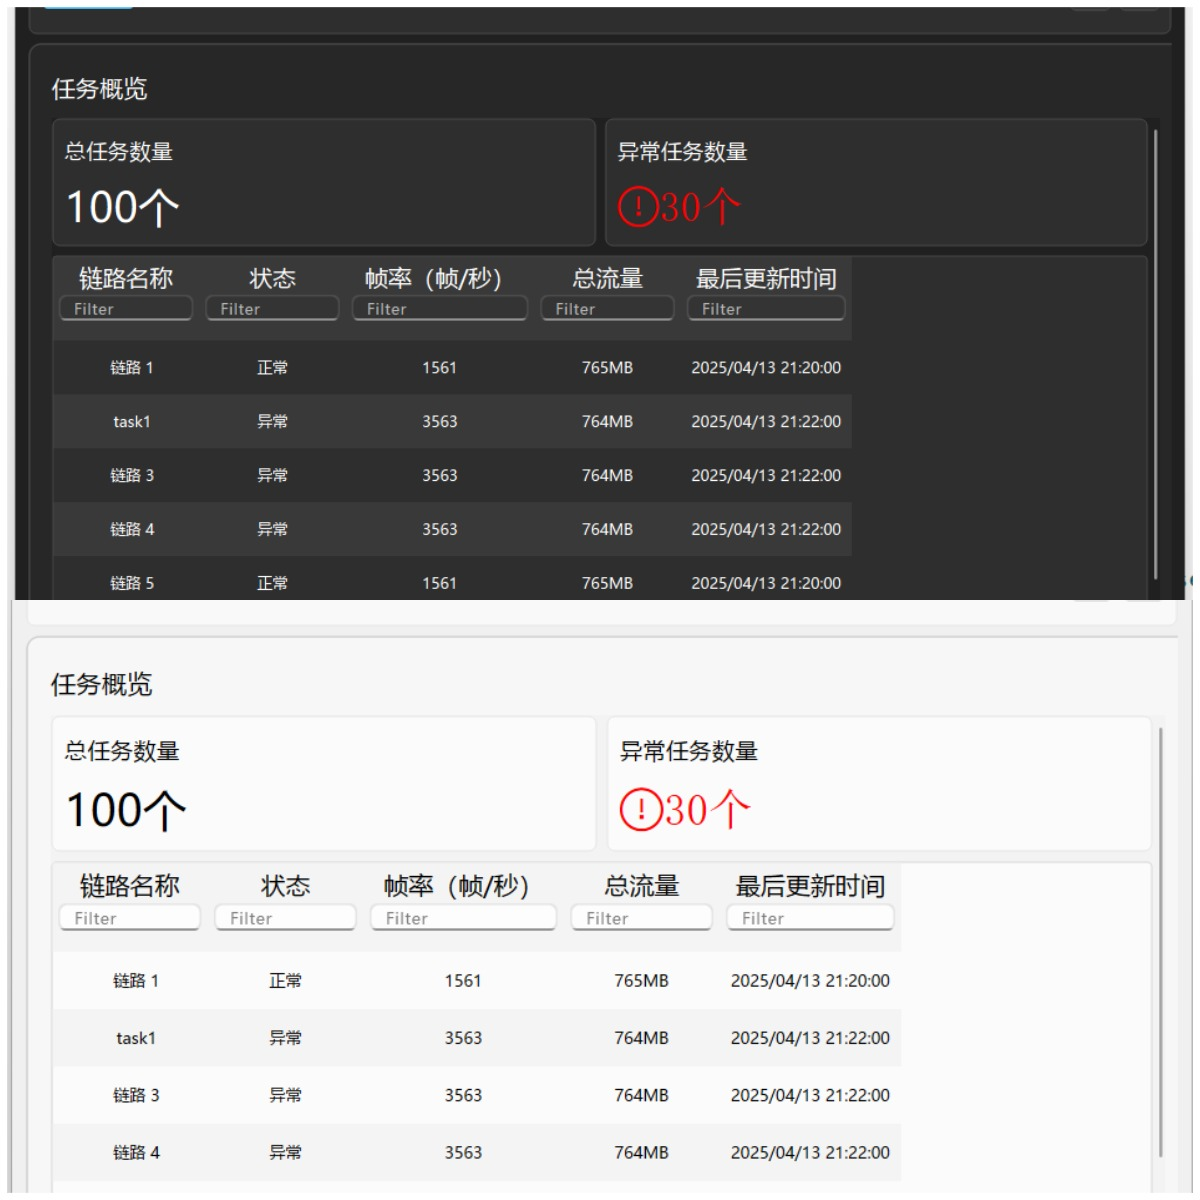 任务概览
总任务数量 异常任务数量
100个 30个
链路名称 状态 帧率（帧/秒） 总流量 最后更新时间
Filter Filter Filter Filter Filter
链路 1 正常 1561 765MB 2025/04/13 21:20:00
task1 异常 3563 764MB 2025/04/13 21:22:00
链路 3 异常 3563 764MB 2025/04/13 21:22:00
链路 4 异常 3563 764MB 2025/04/13 21:22:00
链路 5 正常 1561 765MB 2025/04/13 21:20:00
任务概览
总任务数量 异常任务数量
100个 30个
链路名称 状态 帧率（帧/秒） 总流量 最后更新时间
Filter Filter Filter Filter Filter
链路 1 正常 1561 765MB 2025/04/13 21:20:00
task1 异常 3563 764MB 2025/04/13 21:22:00
链路 3 异常 3563 764MB 2025/04/13 21:22:00
链路 4 异常 3563 764MB 2025/04/13 21:22:00